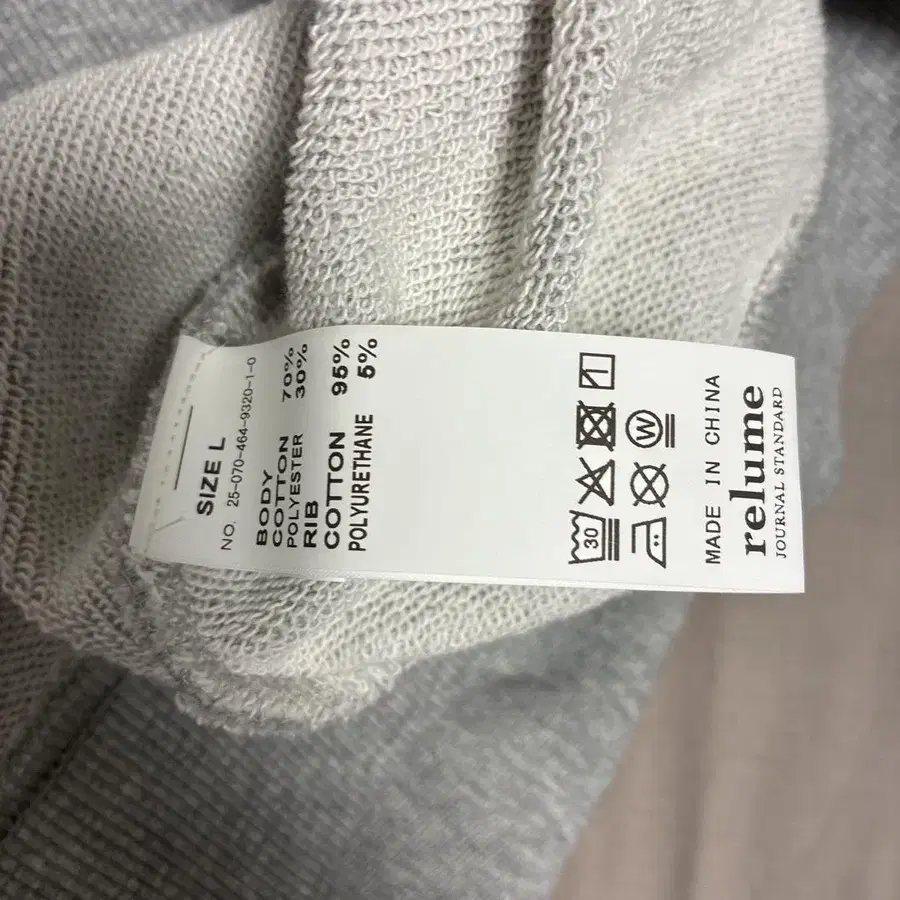 SIZE L
NO. 25-070-464-9320-1-0
BODY
COTTON 70%
POLYESTER 30%
RIB
COTTON 95%
POLYURETHANE 5%
30
W
MADE IN CHINA
relume
JOURNAL STANDARD